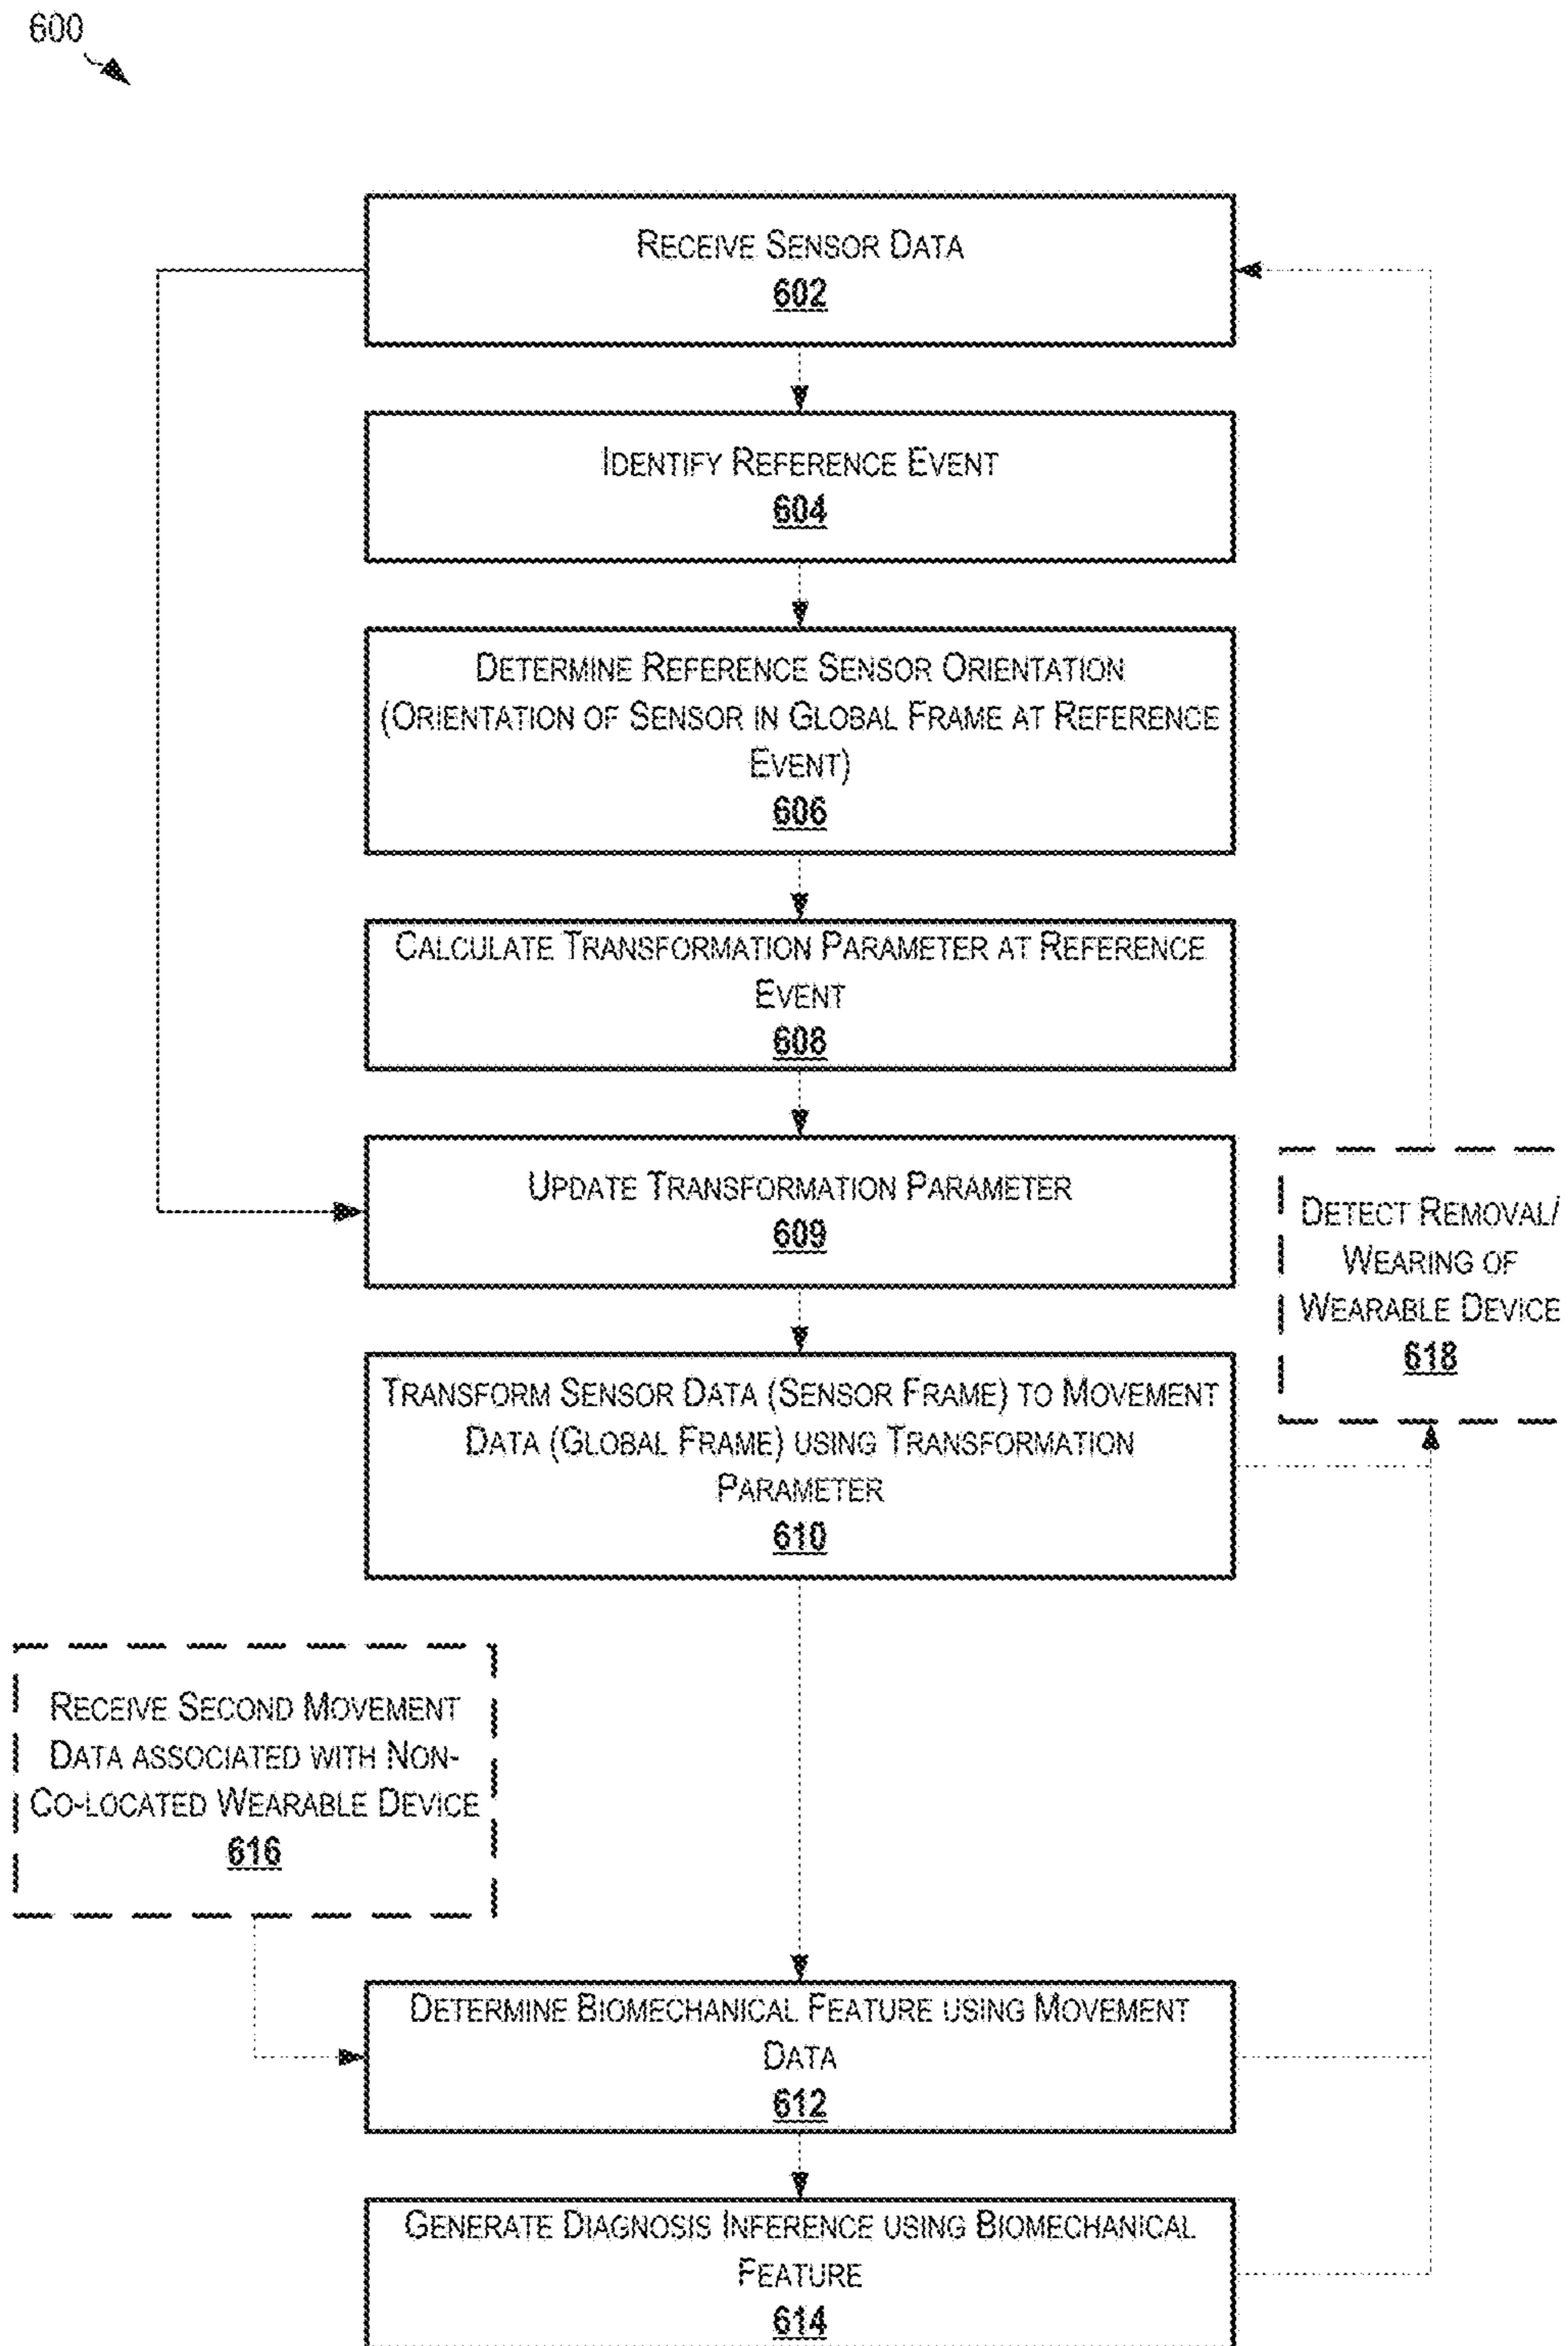 600
RECEIVE SENSOR DATA
602
IDENTIFY REFERENCE EVENT
604
DETERMINE REFERENCE SENSOR ORIENTATION
(ORIENTATION OF SENSOR IN GLOBAL FRAME AT REFERENCE
EVENT)
606
CALCULATE TRANSFORMATION PARAMETER AT REFERENCE
EVENT
608
UPDATE TRANSFORMATION PARAMETER
609
DETECT REMOVAL/
WEARING OF
WEARABLE DEVICE
618
TRANSFORM SENSOR DATA (SENSOR FRAME) TO MOVEMENT
DATA (GLOBAL FRAME) USING TRANSFORMATION
PARAMETER
610
RECEIVE SECOND MOVEMENT
DATA ASSOCIATED WITH NON-
CO-LOCATED WEARABLE DEVICE
616
DETERMINE BIOMECHANICAL FEATURE USING MOVEMENT
DATA
612
GENERATE DIAGNOSIS INFERENCE USING BIOMECHANICAL
FEATURE
614